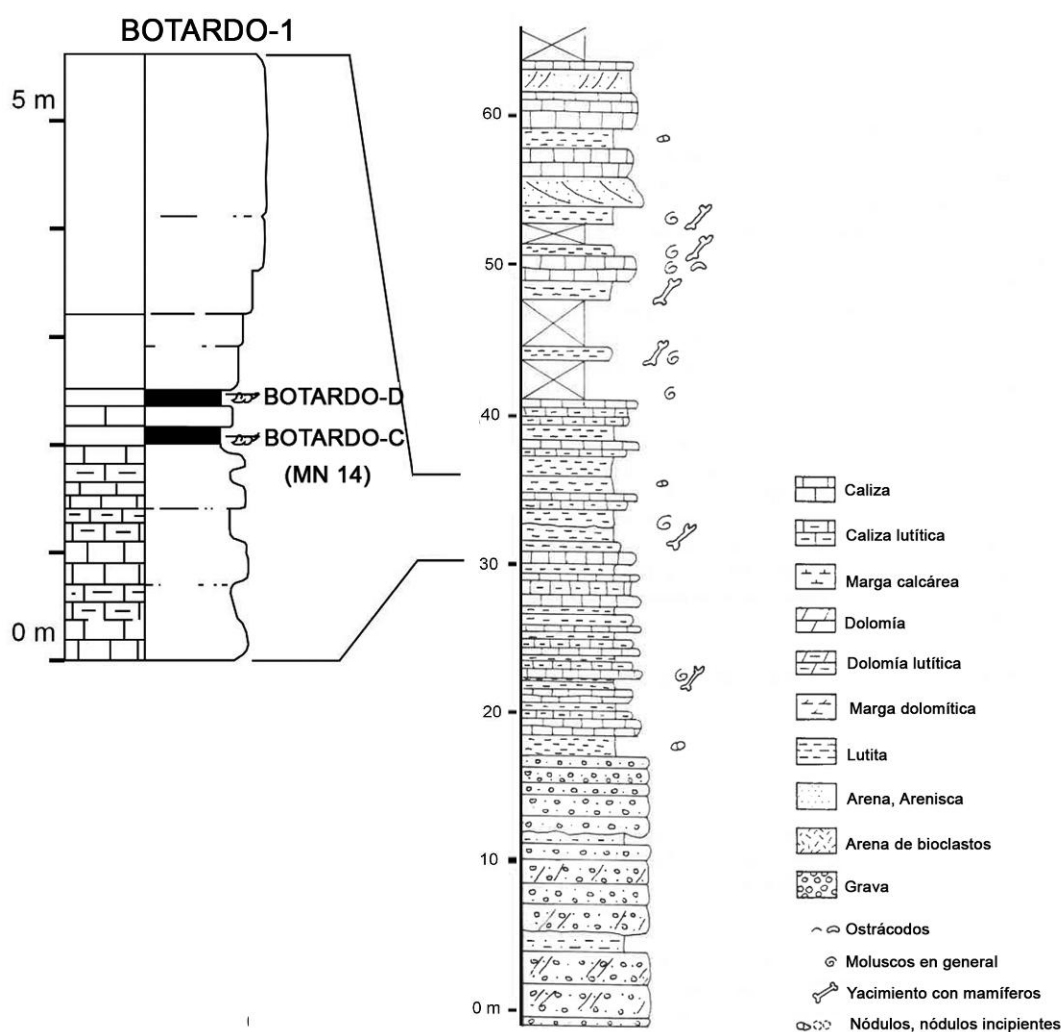 BOTARDO-1
5 m
BOTARDO-D
BOTARDO-C
(MN 14)
0 m
60
50
40
30
20
10
0 m
Caliza
Caliza lutítica
Marga calcárea
Dolomía
Dolomía lutítica
Marga dolomítica
Lutita
Arena, Arenisca
Arena de bioclastos
Grava
Ostrácodos
Moluscos en general
Yacimiento con mamíferos
Nódulos, nódulos incipientes